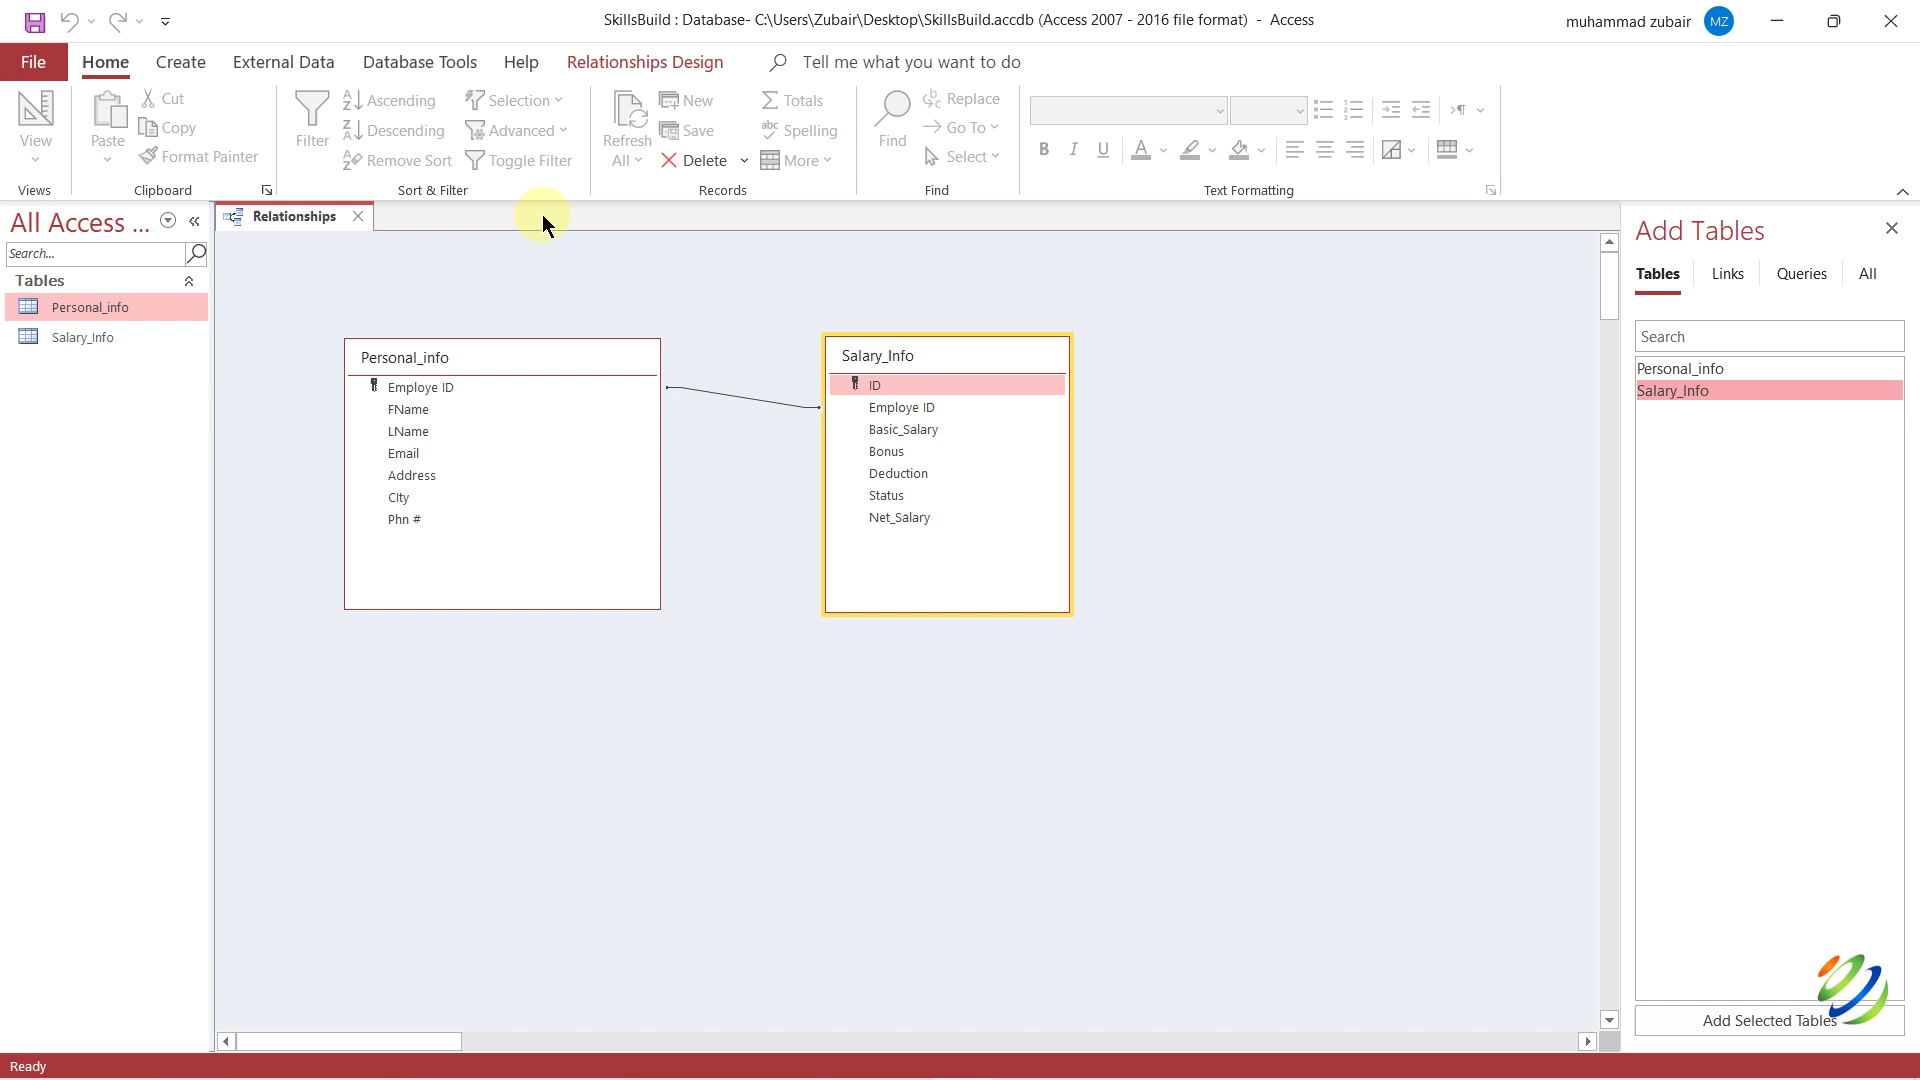 SkillsBuild : Database- C:\Users\Zubair\Desktop\SkillsBuild.accdb (Access 2007 - 2016 file format)  -  Access
muhammad zubair
MZ
File Home Create External Data Database Tools Help Relationships Design Tell me what you want to do
View
Views
Paste
Cut
Copy
Format Painter
Clipboard
Filter
Ascending
Descending
Remove Sort
Selection
Advanced
Toggle Filter
Sort & Filter
Refresh
All
New
Save
Delete
Totals
Spelling
More
Records
Find
Replace
Go To
Select
Find
B I U A
Text Formatting
All Access ...
Search...
Tables
Personal_info
Salary_Info
Relationships
Personal_info
Employe ID
FName
LName
Email
Address
CIty
Phn #
Salary_Info
ID
Employe ID
Basic_Salary
Bonus
Deduction
Status
Net_Salary
Add Tables
Tables Links Queries All
Search
Personal_info
Salary_Info
Add Selected Tables
Ready